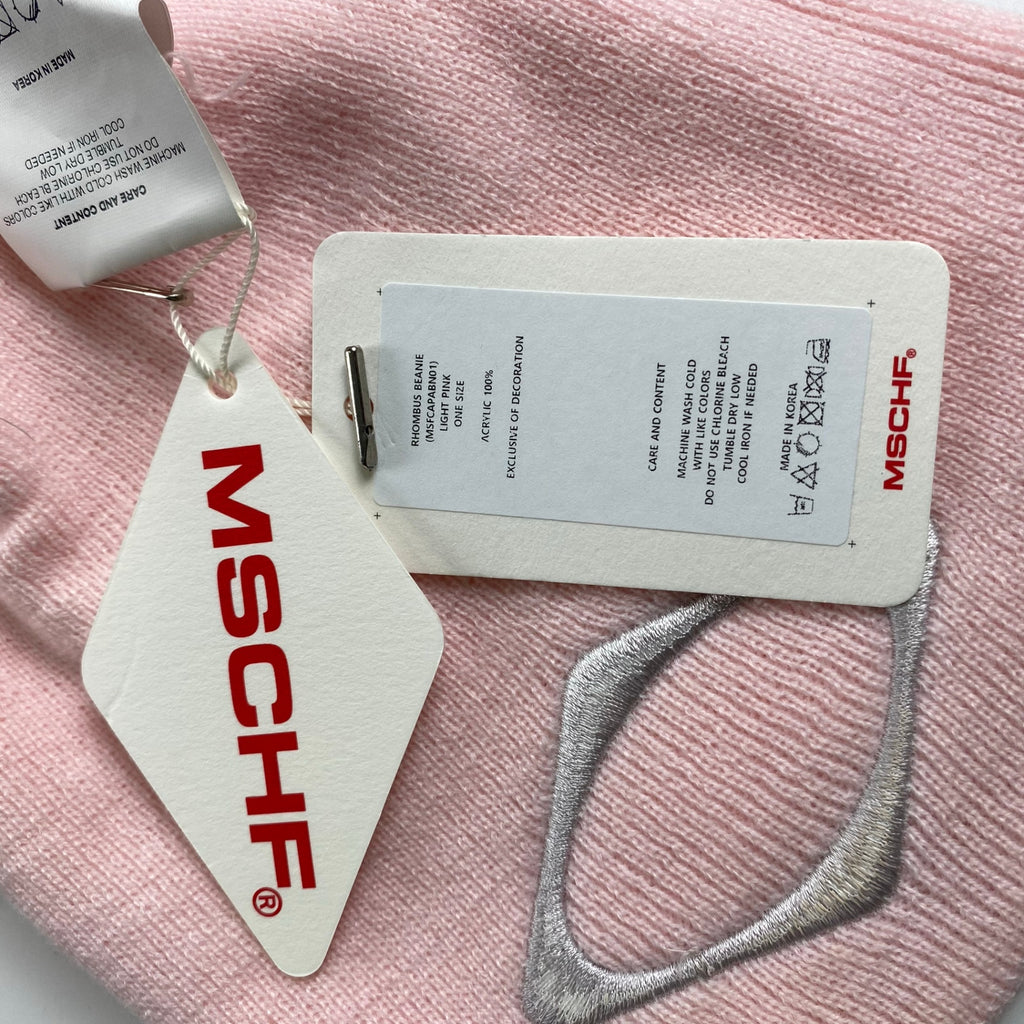 CARE AND CONTENT
MACHINE WASH COLD WITH LIKE COLORS
DO NOT USE CHLORINE BLEACH
TUMBLE DRY LOW
COOL IRON IF NEEDED
MADE IN KOREA
MSCHF®
RHOMBUS BEANIE
(MSFCAPABN01)
LIGHT PINK
ONE SIZE
ACRYLIC 100%
EXCLUSIVE OF DECORATION
CARE AND CONTENT
MACHINE WASH COLD
WITH LIKE COLORS
DO NOT USE CHLORINE BLEACH
TUMBLE DRY LOW
COOL IRON IF NEEDED
MADE IN KOREA
MSCHF®